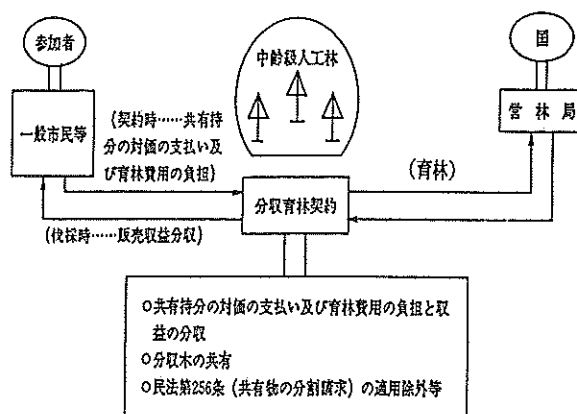 参加者
国
中齢級人工林
一般市民等
営林局
(契約時……共有持
分の対価の支払い及
び育林費用の負担)
(育林)
分収育林契約
(伐採時……販売収益分収)
○共有持分の対価の支払い及び育林費用の負担と収
益の分収
○分収木の共有
○民法第256条 (共有物の分割請求) の適用除外等